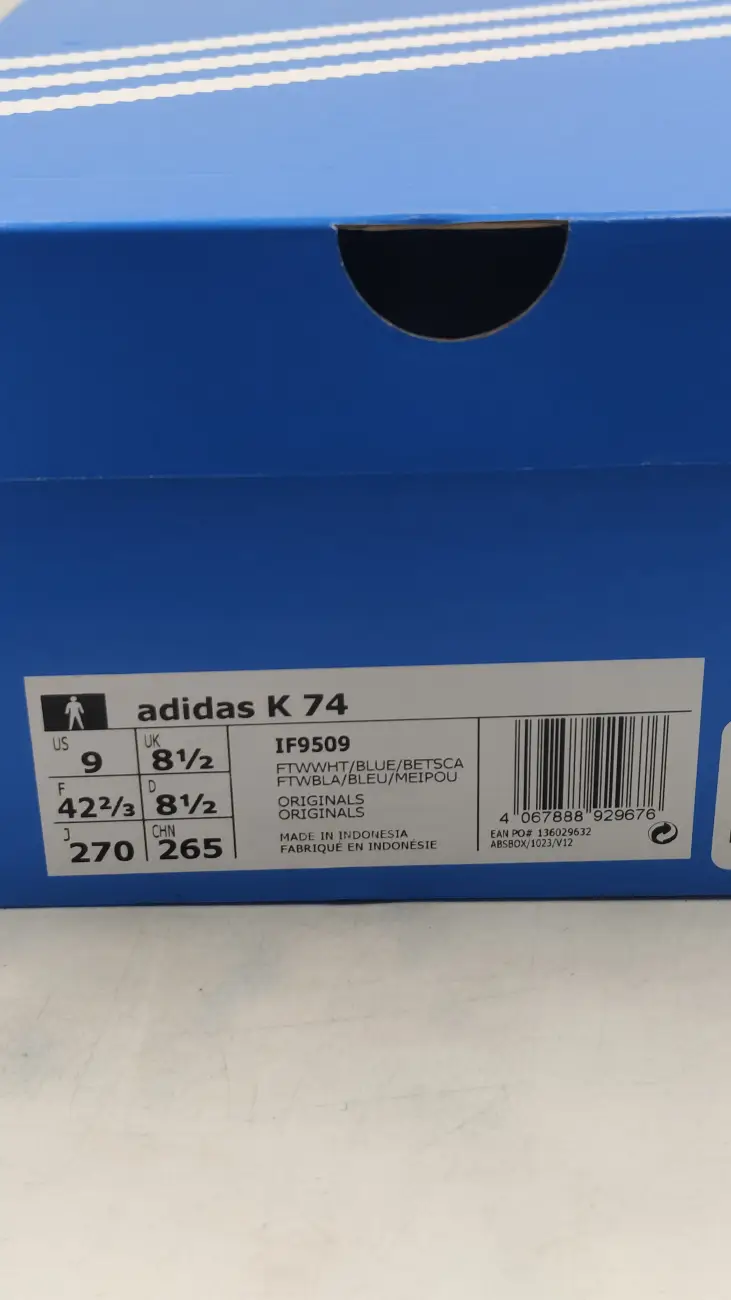 adidas K 74
US 9 UK 8½
F 42⅔ D 8½
J 270 CHN 265
IF9509
FTWWHT/BLUE/BETSCA
FTWBLA/BLEU/MEIPOU
ORIGINALS
ORIGINALS
MADE IN INDONESIA
FABRIQUÉ EN INDONÉSIE
4 067888 929676
EAN PO# 136029632
ABSBOX/1023/V12